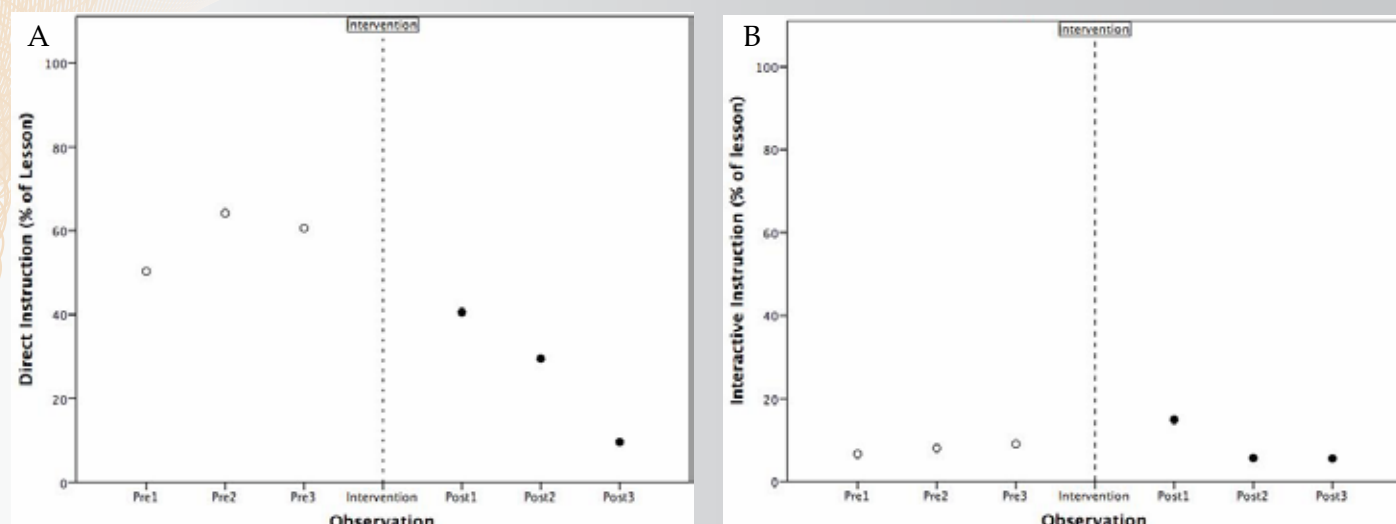 A
Intervention
Direct Instruction (% of Lesson)
100
80
60
40
20
0
Pre1 Pre2 Pre3 Intervention Post1 Post2 Post3
Observation
B
Intervention
Interactive Instruction (% of lesson)
100
80
60
40
20
0
Pre1 Pre2 Pre3 Intervention Post1 Post2 Post3
Observation